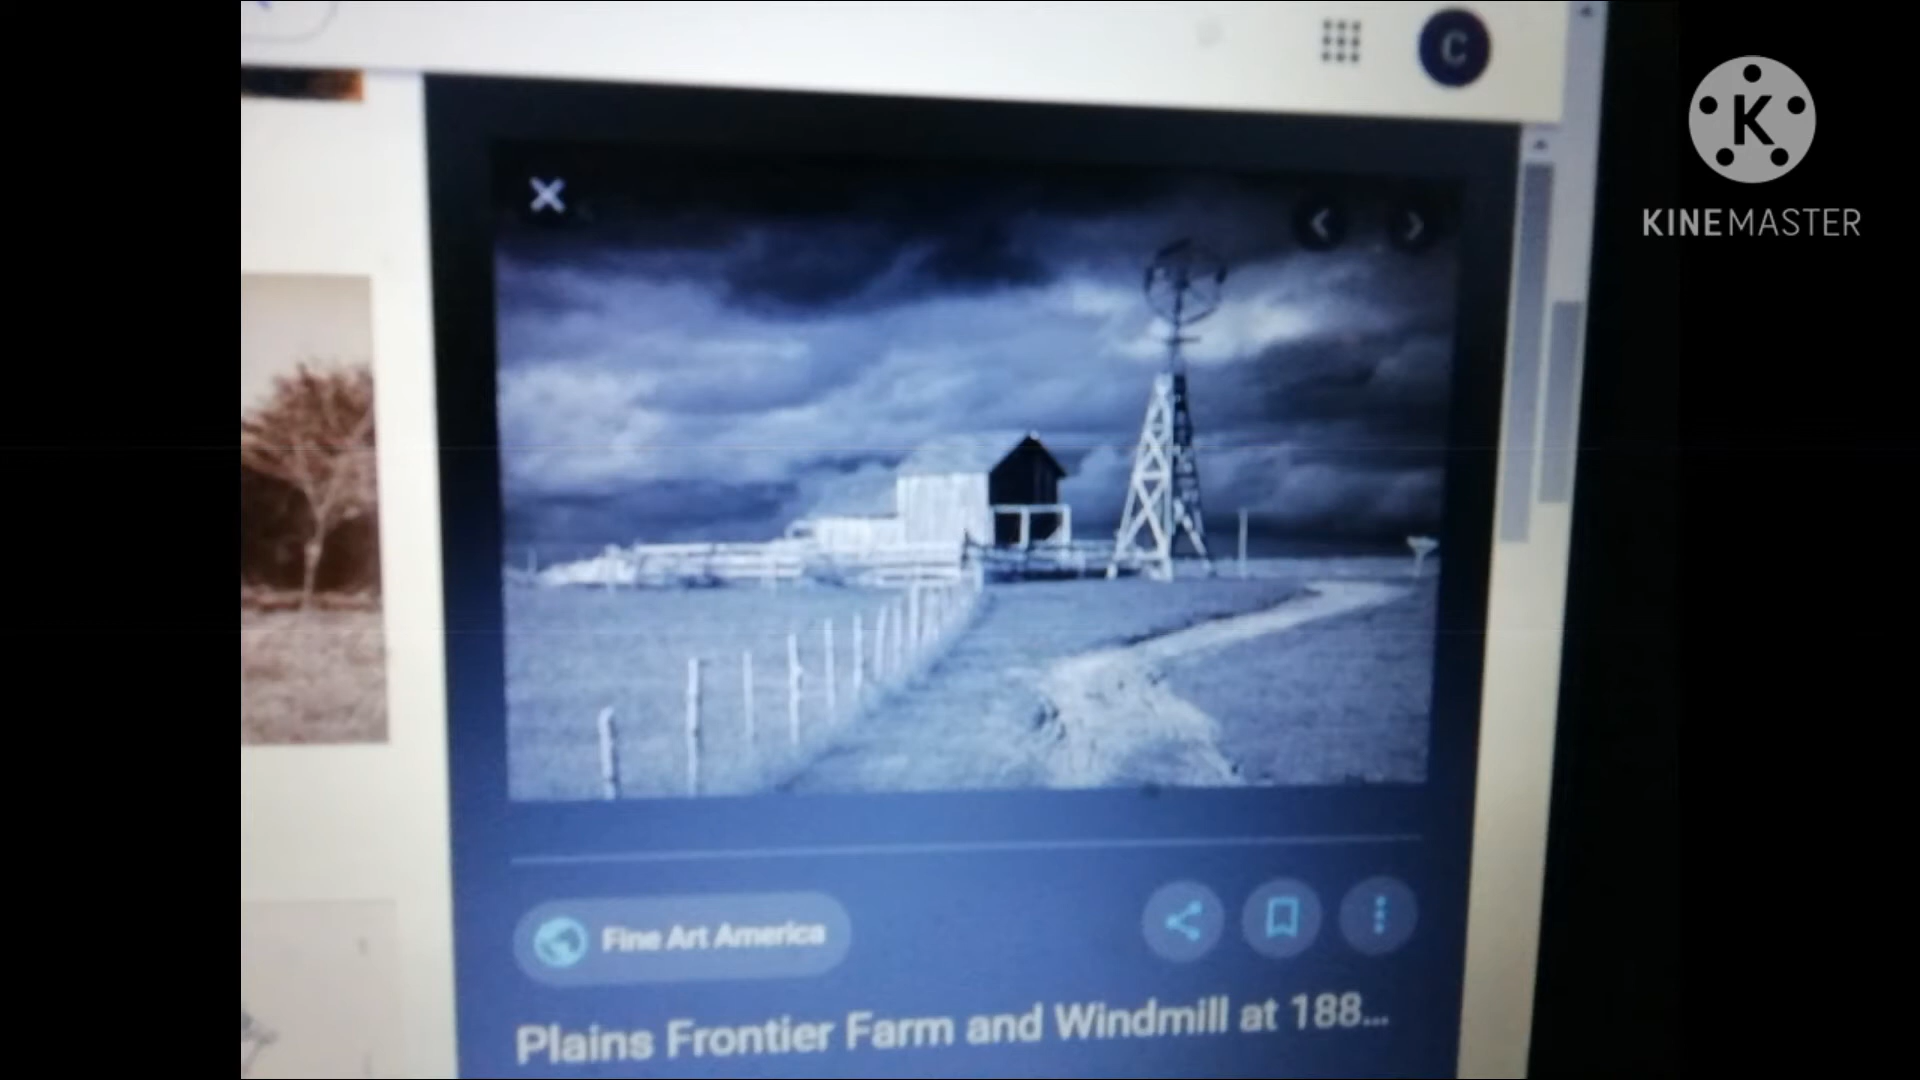 C
K
KINEMASTER
Fine Art America
Plains Frontier Farm and Windmill at 188...